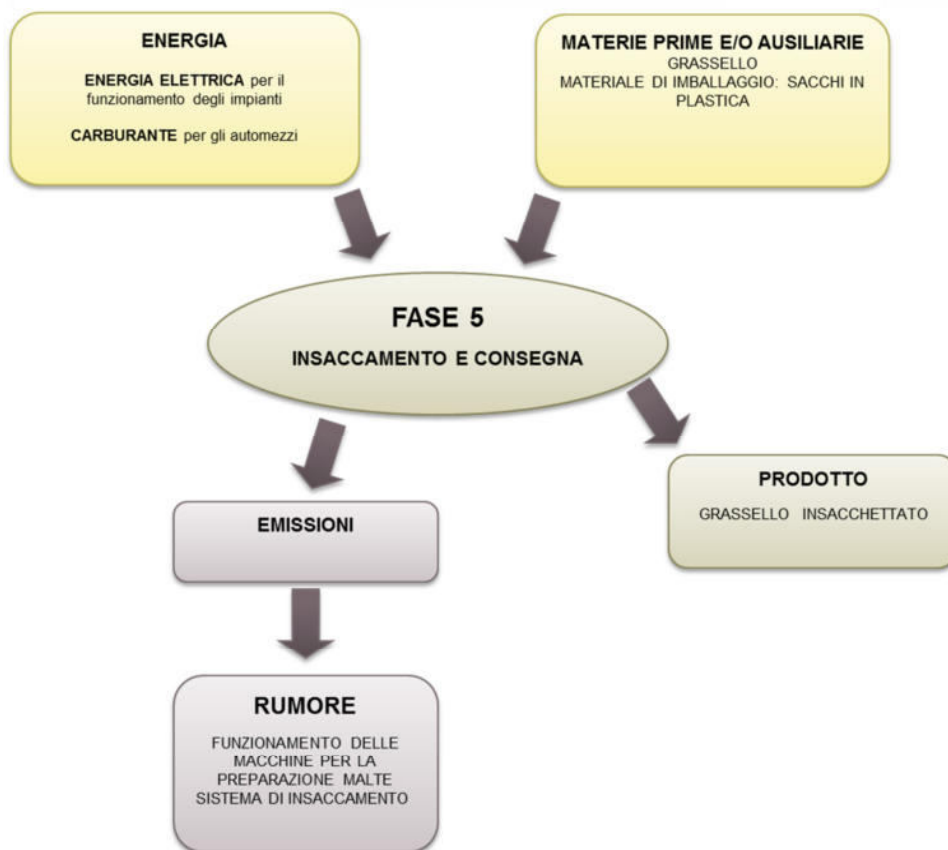 ENERGIA
ENERGIA ELETTRICA per il
funzionamento degli impianti
CARBURANTE per gli automezzi
MATERIE PRIME E/O AUSILIARIE
GRASSELLO
MATERIALE DI IMBALLAGGIO: SACCHI IN
PLASTICA
FASE 5
INSACCAMENTO E CONSEGNA
EMISSIONI
PRODOTTO
GRASSELLO INSACCHETTATO
RUMORE
FUNZIONAMENTO DELLE
MACCHINE PER LA
PREPARAZIONE MALTE
SISTEMA DI INSACCAMENTO